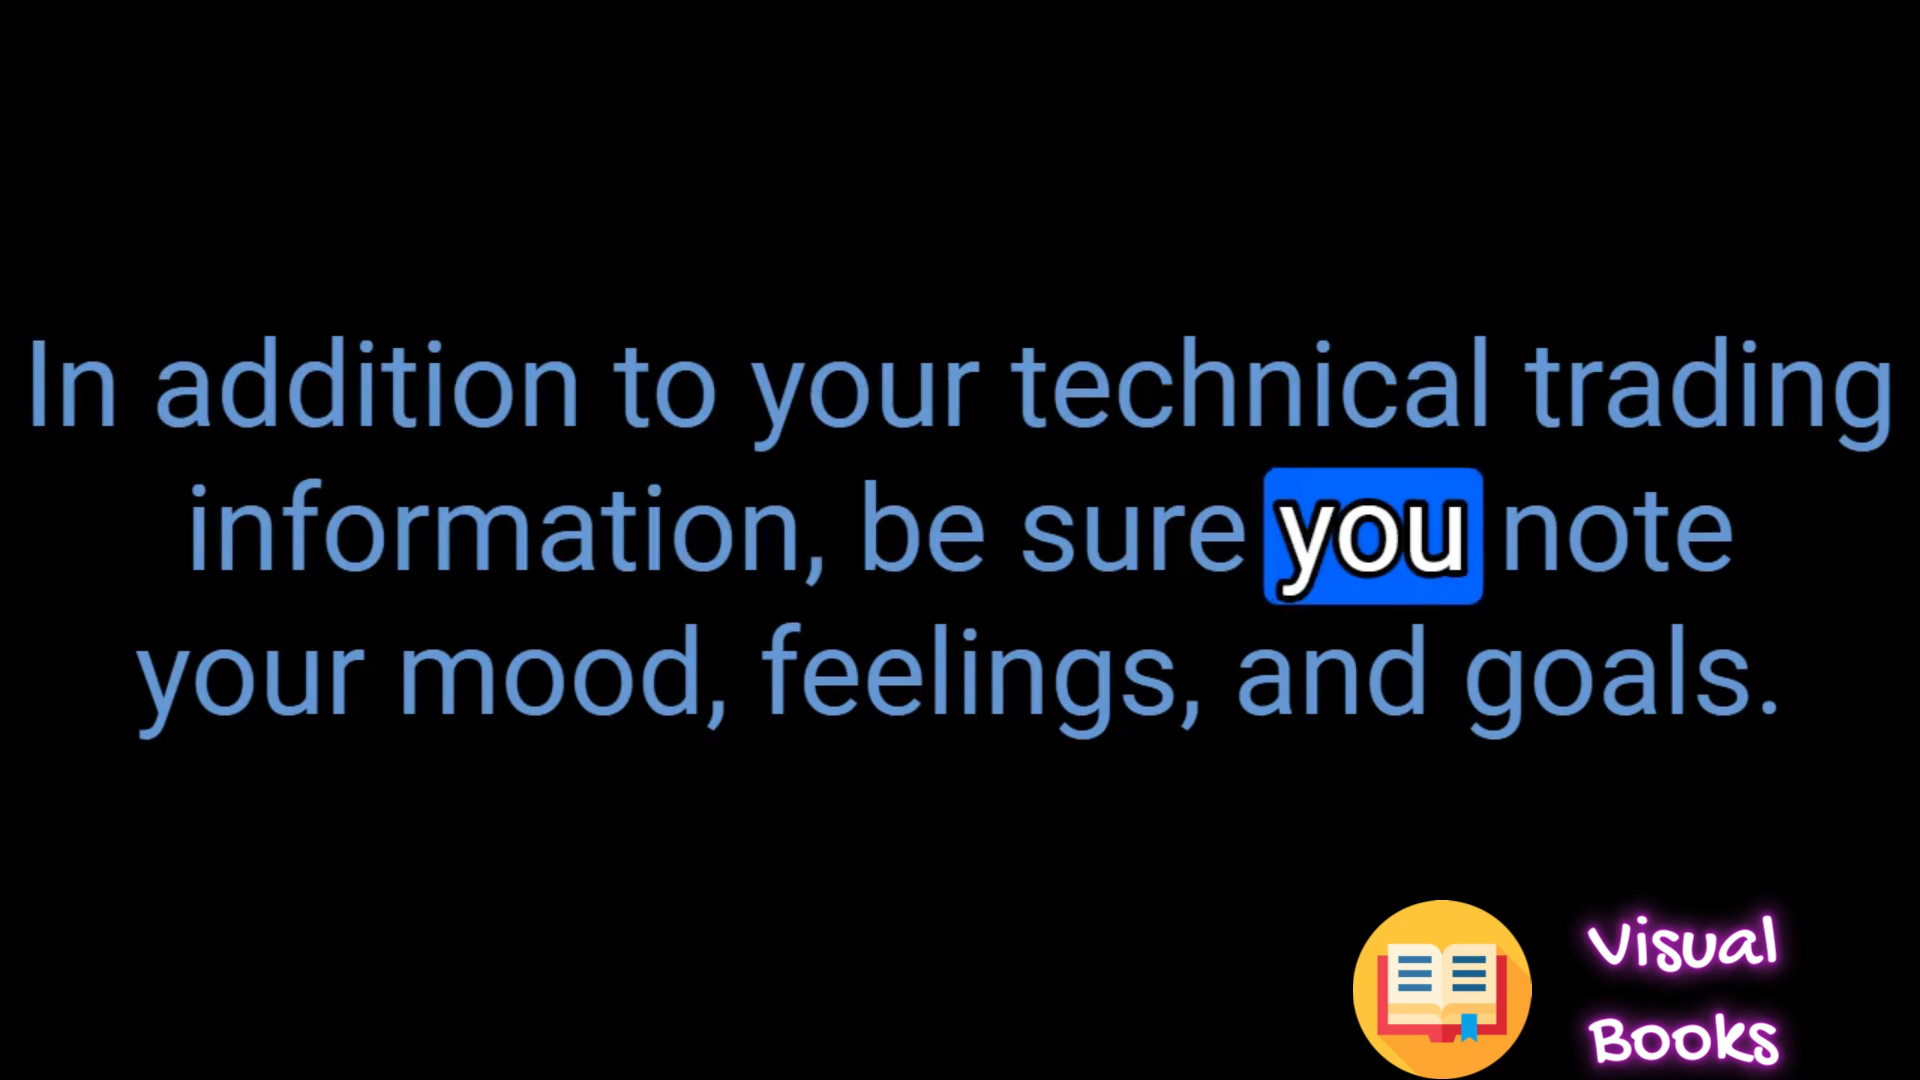 In addition to your technical trading
information, be sure you note
your mood, feelings, and goals.
Visual
Books